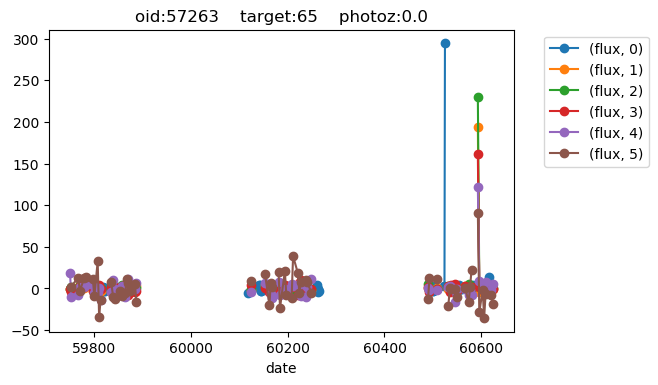 oid:57263    target:65    photoz:0.0
300
250
200
150
100
50
0
−50
59800
60000
60200
60400
60600
date
(flux, 0)
(flux, 1)
(flux, 2)
(flux, 3)
(flux, 4)
(flux, 5)